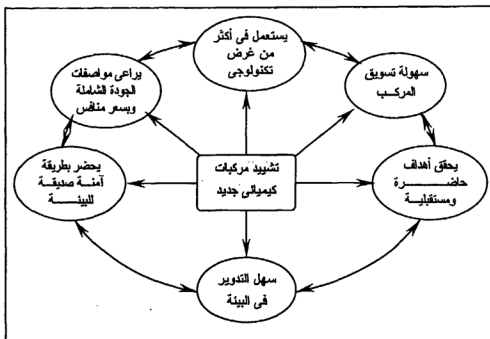 يستعمل فى أكثر
من غرض
تكنولوجى
يراعى مواصفات
الجودة الشاملة
وبسعر منافس
سهولة تسويق
المركب
تشييد مركبات
كيميائى جديد
يحضر بطريقة
آمنة صديقة
للبيئة
يحقق أهداف
حاضرة
ومستقبلية
سهل التدوير
فى البيئة